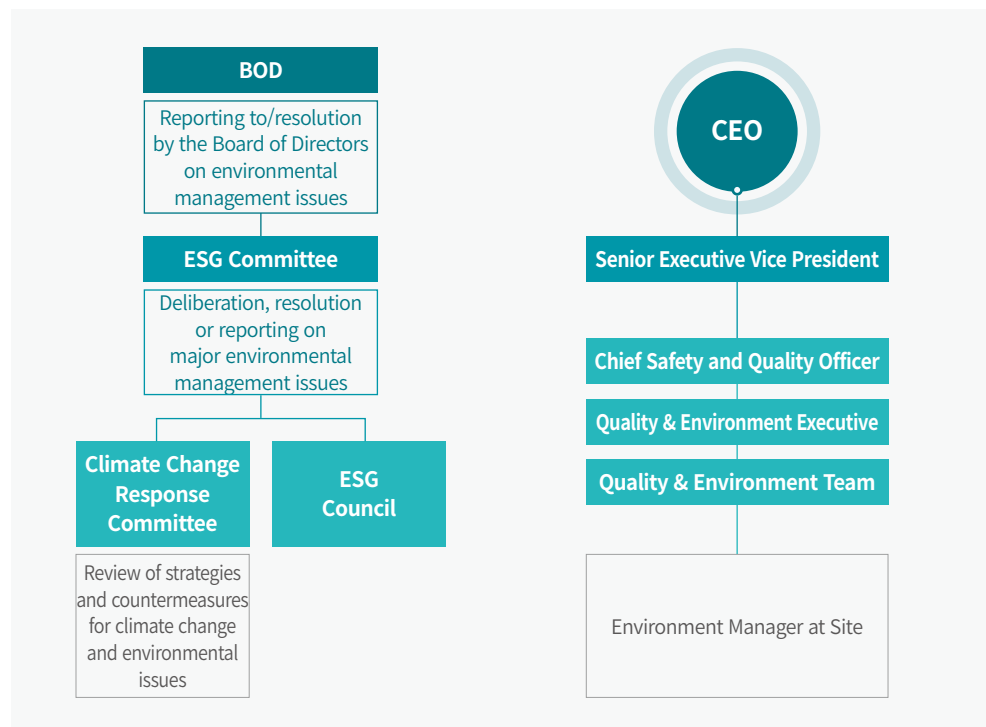 BOD
Reporting to/resolution
by the Board of Directors
on environmental
management issues
ESG Committee
Deliberation, resolution
or reporting on
major environmental
management issues
Climate Change
Response
Committee
Review of strategies
and countermeasures
for climate change
and environmental
issues
ESG
Council
CEO
Senior Executive Vice President
Chief Safety and Quality Officer
Quality & Environment Executive
Quality & Environment Team
Environment Manager at Site